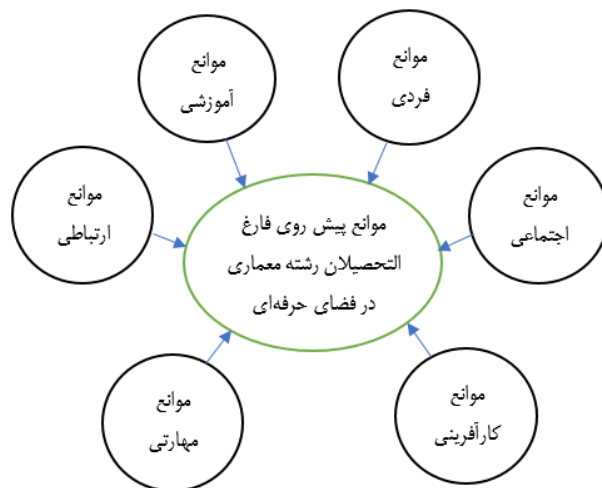 موانع
فردی
موانع
آموزشی
موانع
اجتماعی
موانع
ارتباطی
موانع پیش روی فارغ
التحصیلان رشته معماری
در فضای حرفه‌ای
موانع
کارآفرینی
موانع
مهارتی